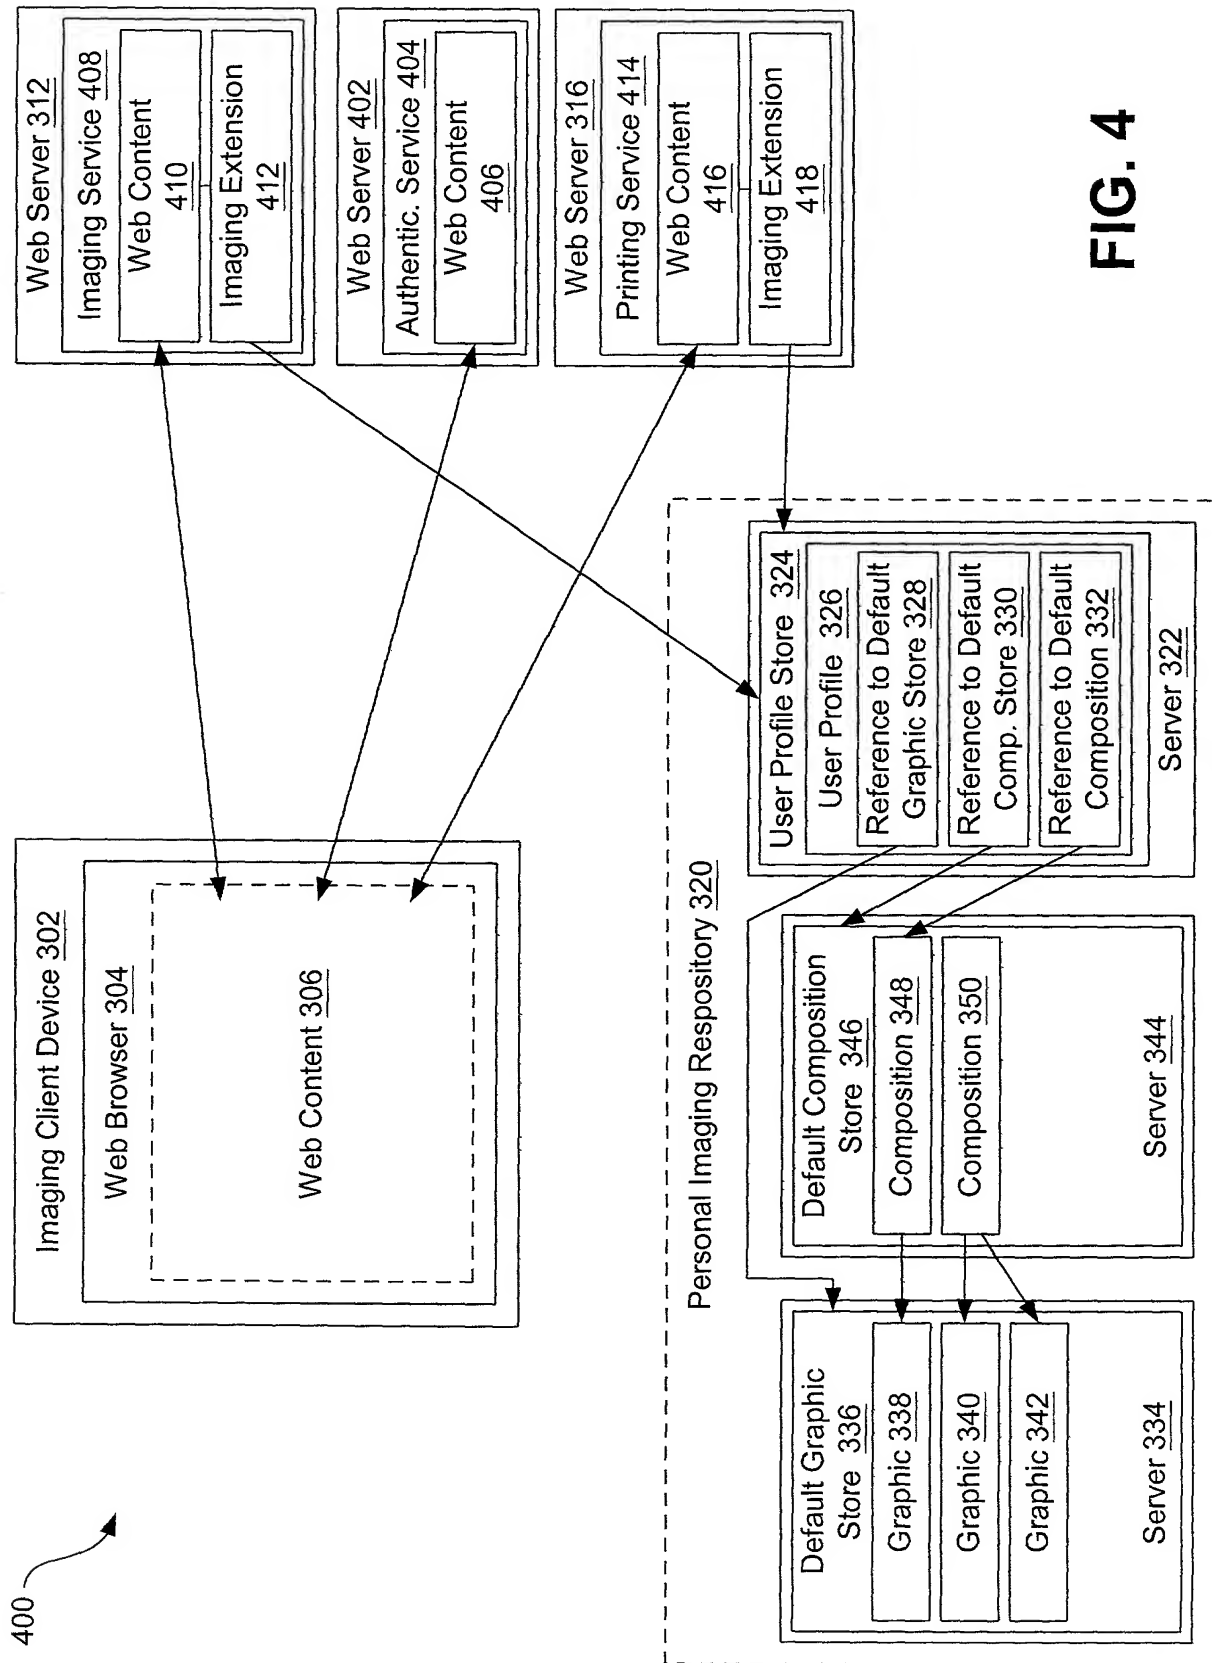 400
Imaging Client Device 302
Web Browser 304
Web Content 306
Web Server 312
Imaging Service 408
Web Content
410
Imaging Extension
412
Web Server 402
Authentic. Service 404
Web Content
406
Web Server 316
Printing Service 414
Web Content
416
Imaging Extension
418
Personal Imaging Respository 320
Default Graphic
Store 336
Graphic 338
Graphic 340
Graphic 342
Server 334
Default Composition
Store 346
Composition 348
Composition 350
Server 344
User Profile Store 324
User Profile 326
Reference to Default
Graphic Store 328
Reference to Default
Comp. Store 330
Reference to Default
Composition 332
Server 322
FIG. 4